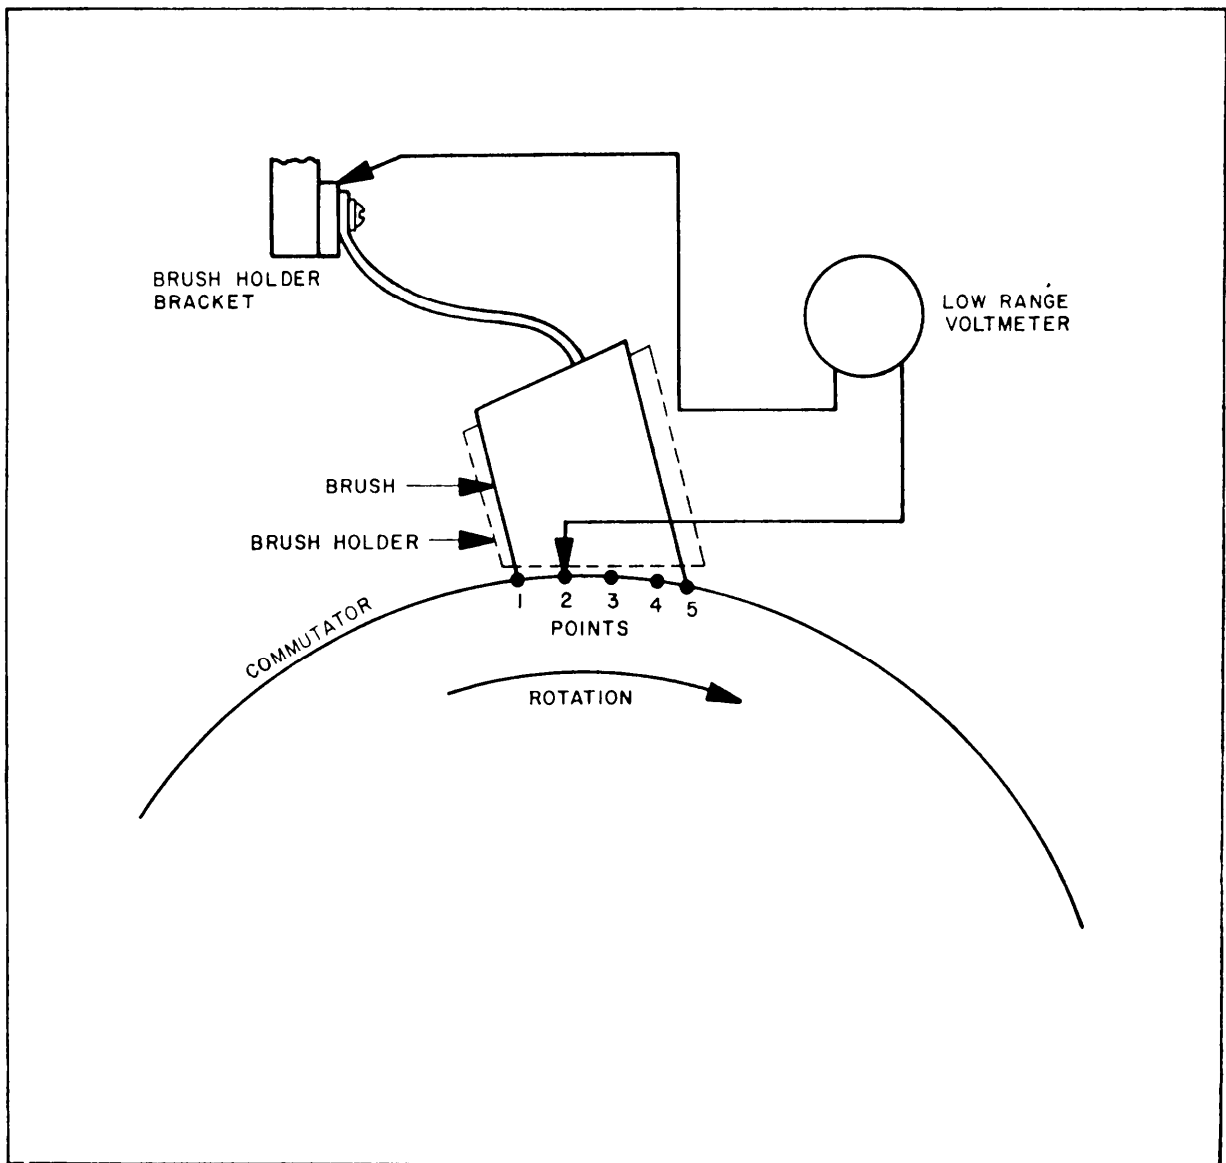 BRUSH HOLDER
BRACKET
LOW RANGE
VOLTMETER
BRUSH
BRUSH HOLDER
1 2 3 4 5
POINTS
COMMUTATOR
ROTATION